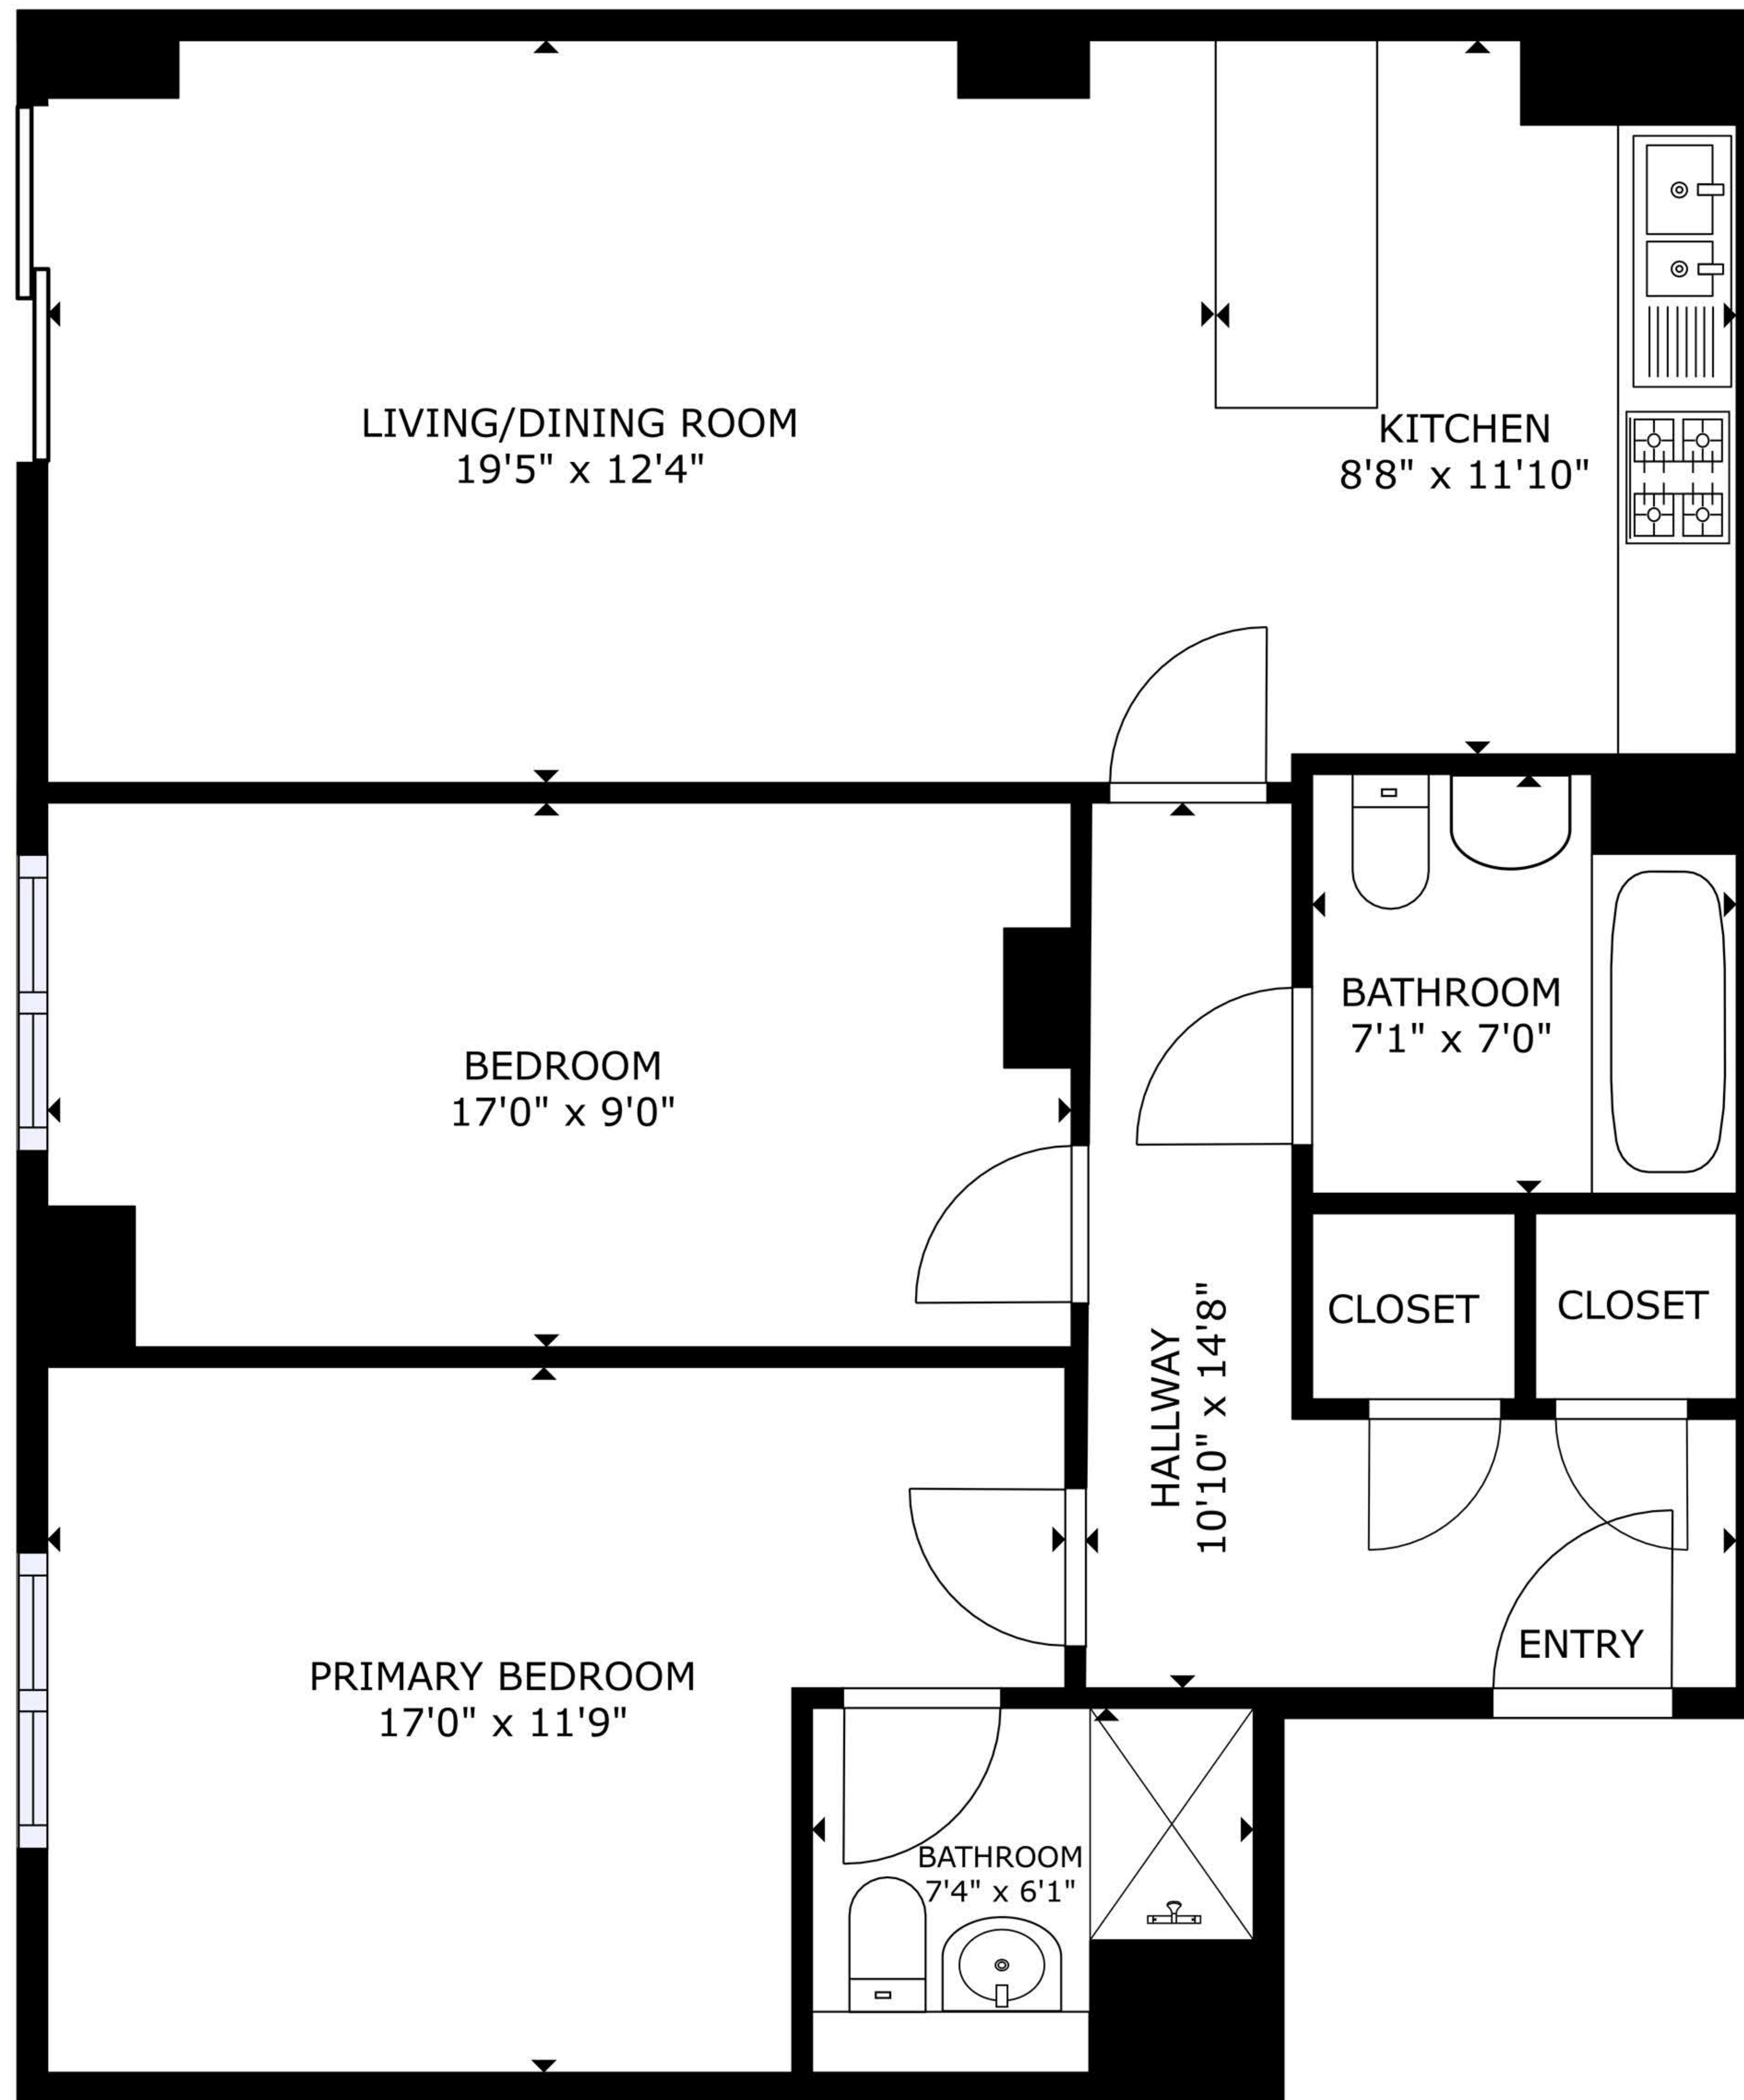 LIVING/DINING ROOM
19'5" x 12'4"
KITCHEN
8'8" x 11'10"
BATHROOM
7'1" x 7'0"
BEDROOM
17'0" x 9'0"
CLOSET
CLOSET
HALLWAY
10'10" x 14'8"
ENTRY
PRIMARY BEDROOM
17'0" x 11'9"
BATHROOM
7'4" x 6'1"